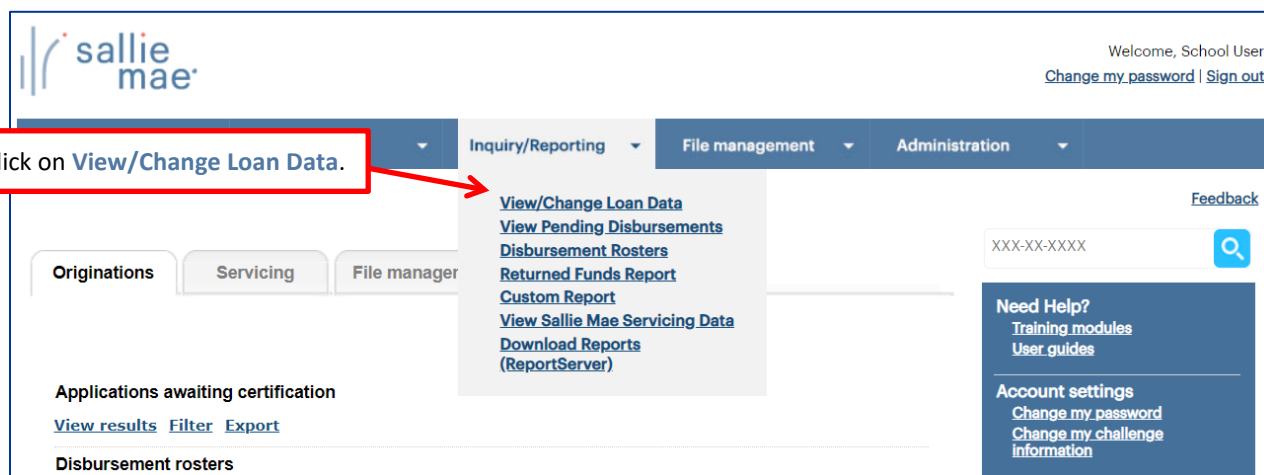 sallie
mae
Welcome, School User
Change my password | Sign out
lick on View/Change Loan Data.
Inquiry/Reporting
File management
Administration
View/Change Loan Data
View Pending Disbursements
Disbursement Rosters
Returned Funds Report
Custom Report
View Sallie Mae Servicing Data
Download Reports
(ReportServer)
Feedback
XXX-XX-XXXX
Originations
Servicing
File manager
Need Help?
Training modules
User guides
Applications awaiting certification
View results Filter Export
Disbursement rosters
Account settings
Change my password
Change my challenge
information